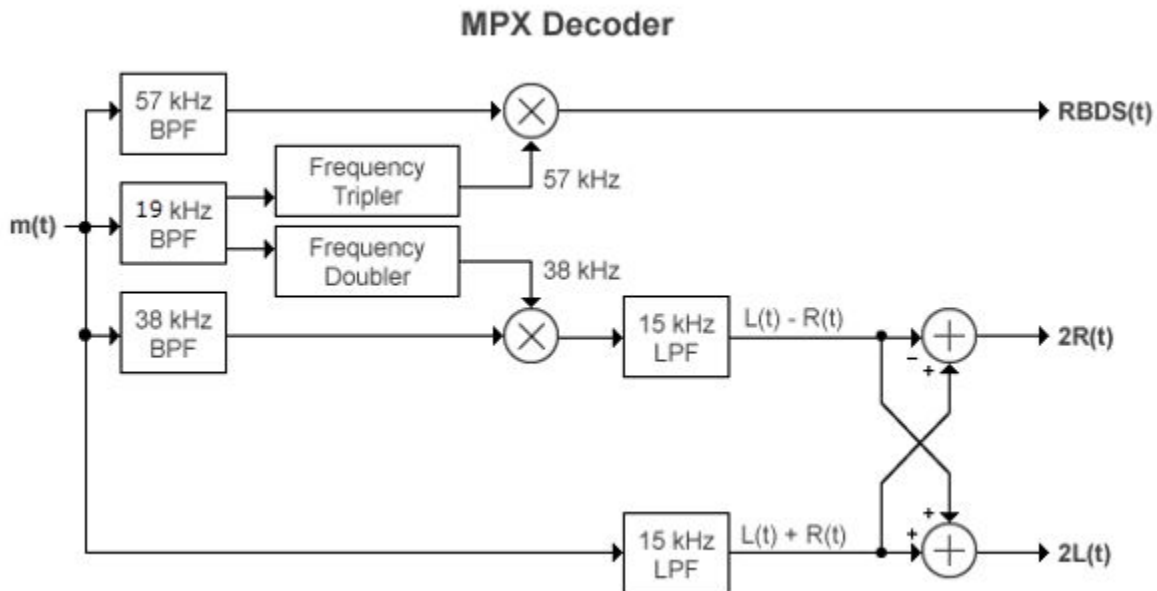 MPX Decoder
57 kHz
BPF
RBDS(t)
Frequency
Tripler
57 kHz
m(t)
19 kHz
BPF
Frequency
Doubler
38 kHz
38 kHz
BPF
15 kHz
LPF
L(t) - R(t)
-
+
2R(t)
15 kHz
LPF
L(t) + R(t)
+
+
2L(t)